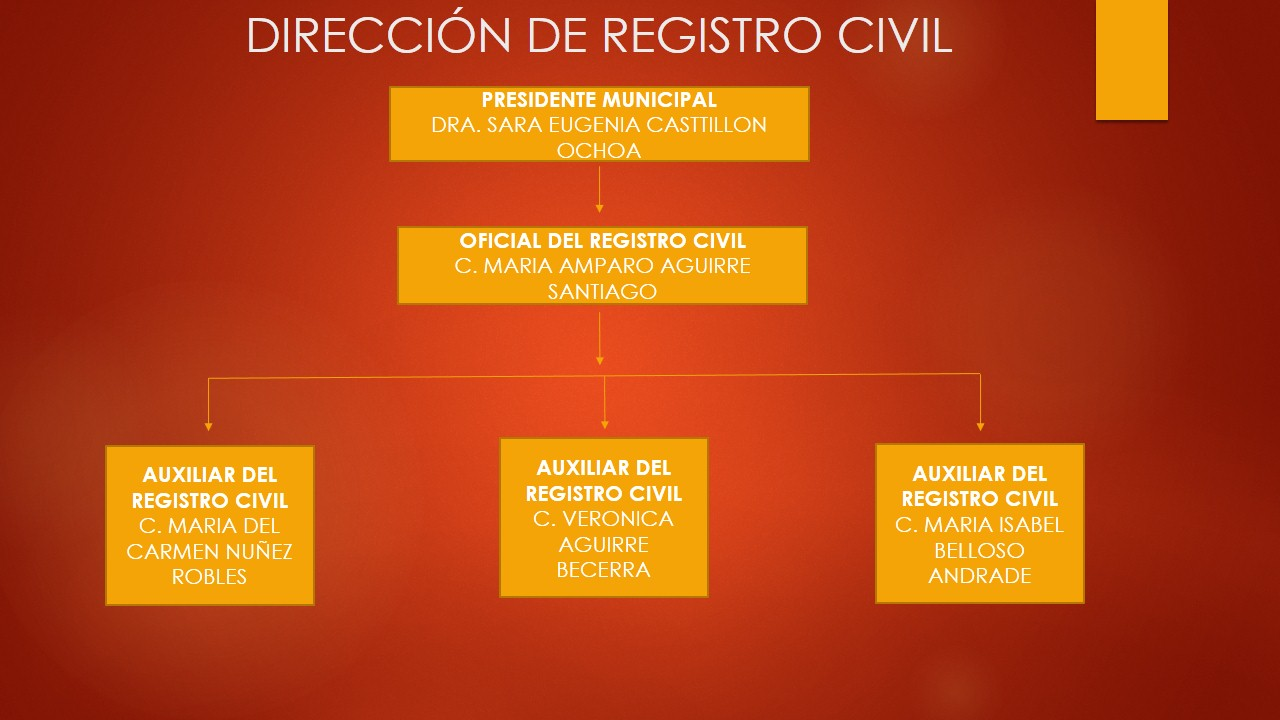 DIRECCIÓN DE REGISTRO CIVIL
PRESIDENTE MUNICIPAL
DRA. SARA EUGENIA CASTTILLON
OCHOA
OFICIAL DEL REGISTRO CIVIL
C. MARIA AMPARO AGUIRRE
SANTIAGO
AUXILIAR DEL
REGISTRO CIVIL
C. MARIA DEL
CARMEN NUÑEZ
ROBLES
AUXILIAR DEL
REGISTRO CIVIL
C. VERONICA
AGUIRRE
BECERRA
AUXILIAR DEL
REGISTRO CIVIL
C. MARIA ISABEL
BELLOSO
ANDRADE